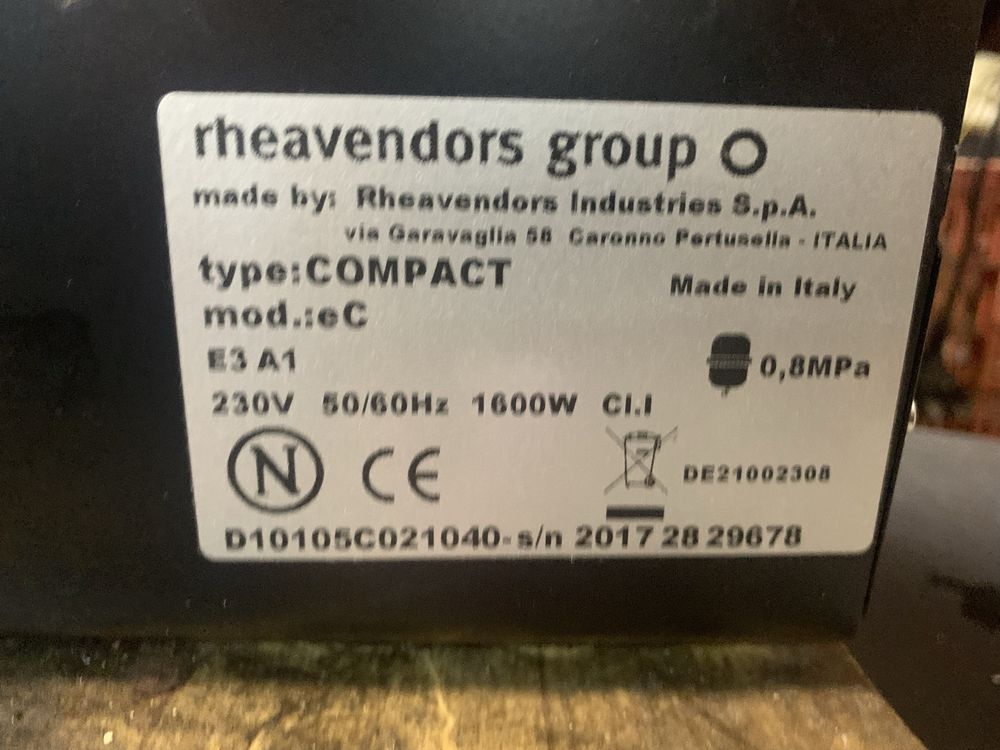 rheavendors group
made by: Rheavendors Industries S.p.A.
via Garavaglia 58 Caronno Pertusella - ITALIA
type:COMPACT
Made in Italy
mod.:eC
E3 A1
0,8MPa
230V 50/60Hz 1600W Cl.I
N CE
DE21002308
D10105C021040-s/n 2017 28 29678